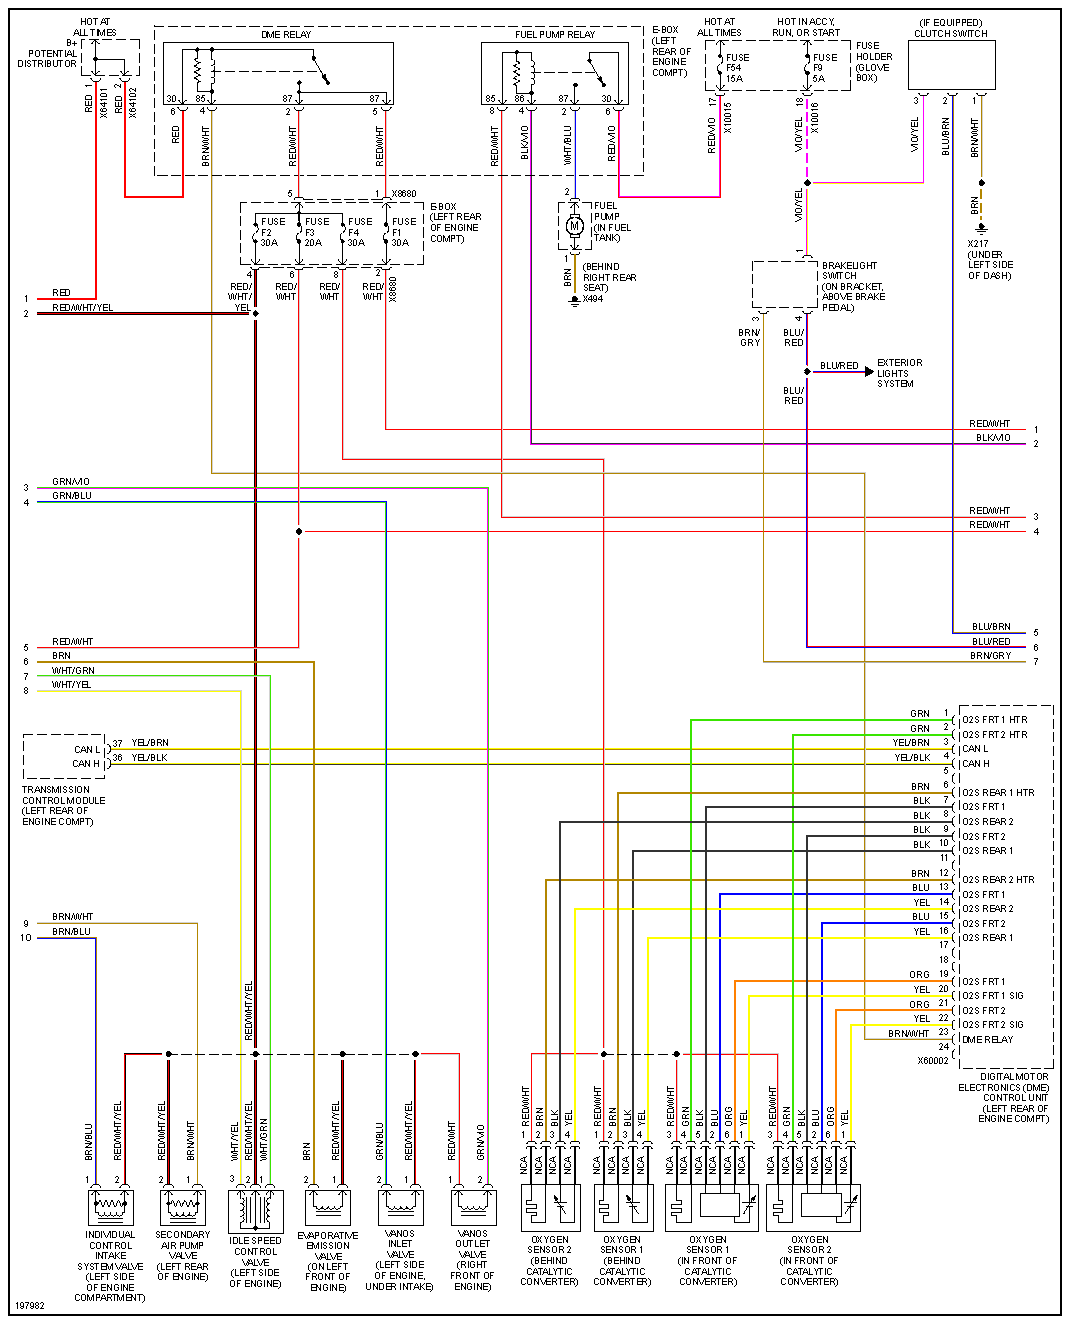 HOT AT
ALL TIMES
B+
POTENTIAL
DISTRIBUTOR
1
2
RED
X64101
RED
X64102
DME RELAY
30
85
87
87
6
4
2
5
RED
BRN/WHT
RED/WHT
RED/WHT
FUEL PUMP RELAY
85
86
87
30
8
4
2
6
RED/WHT
BLK/VIO
WHT/BLU
RED/VIO
E-BOX
(LEFT
REAR OF
ENGINE
COMPT)
HOT AT
ALL TIMES
HOT IN ACCY,
RUN, OR START
FUSE
F54
15A
FUSE
F9
5A
FUSE
HOLDER
(GLOVE
BOX)
17
X10015
18
X10016
RED/VIO
VIO/YEL
VIO/YEL
(IF EQUIPPED)
CLUTCH SWITCH
3
2
1
VIO/YEL
BLU/BRN
BRN/WHT
BRN
X217
(UNDER
LEFT SIDE
OF DASH)
5
1
X8680
FUSE
F2
30A
FUSE
F3
20A
FUSE
F4
30A
FUSE
F1
30A
E-BOX
(LEFT REAR
OF ENGINE
COMPT)
4
6
8
2
X8680
RED/
WHT/
YEL
RED/
WHT
RED/
WHT
RED/
WHT
2
FUEL
PUMP
(IN FUEL
TANK)
M
1
BRN
(BEHIND
RIGHT REAR
SEAT)
X494
1
BRAKELIGHT
SWITCH
(ON BRACKET,
ABOVE BRAKE
PEDAL)
3
4
BRN/
GRY
BLU/
RED
BLU/RED
EXTERIOR
LIGHTS
SYSTEM
BLU/
RED
1
RED
2
RED/WHT/YEL
RED/WHT
1
BLK/VIO
2
3
GRN/VIO
4
GRN/BLU
RED/WHT
3
RED/WHT
4
5
RED/WHT
6
BRN
7
WHT/GRN
8
WHT/YEL
BLU/BRN
5
BLU/RED
6
BRN/GRY
7
CAN L
37
YEL/BRN
CAN H
36
YEL/BLK
TRANSMISSION
CONTROL MODULE
(LEFT REAR OF
ENGINE COMPT)
GRN
1
O2S FRT 1 HTR
GRN
2
O2S FRT 2 HTR
YEL/BRN
3
CAN L
YEL/BLK
4
CAN H
5
BRN
6
O2S REAR 1 HTR
BLK
7
O2S FRT 1
BLK
8
O2S REAR 2
BLK
9
O2S FRT 2
BLK
10
O2S REAR 1
11
BRN
12
O2S REAR 2 HTR
BLU
13
O2S FRT 1
YEL
14
O2S REAR 2
BLU
15
O2S FRT 2
YEL
16
O2S REAR 1
17
18
ORG
19
O2S FRT 1
YEL
20
O2S FRT 1 SIG
ORG
21
O2S FRT 2
YEL
22
O2S FRT 2 SIG
BRN/WHT
23
DME RELAY
24
X60002
DIGITAL MOTOR
ELECTRONICS (DME)
CONTROL UNIT
(LEFT REAR OF
ENGINE COMPT)
9
BRN/WHT
10
BRN/BLU
RED/WHT/YEL
BRN/BLU
RED/WHT/YEL
RED/WHT/YEL
BRN/WHT
WHT/YEL
RED/WHT/YEL
WHT/GRN
BRN
RED/WHT/YEL
GRN/BLU
RED/WHT/YEL
RED/WHT
GRN/VIO
1
2
2
1
3
2
1
2
1
2
1
1
2
RED/WHT
BRN
BLK
YEL
1
2
3
4
NCA
NCA
NCA
NCA
RED/WHT
BRN
BLK
YEL
1
2
3
4
NCA
NCA
NCA
NCA
RED/WHT
GRN
BLK
BLU
ORG
YEL
3
4
5
2
6
1
NCA
NCA
NCA
NCA
NCA
NCA
RED/WHT
GRN
BLK
BLU
ORG
YEL
3
4
5
2
6
1
NCA
NCA
NCA
NCA
NCA
NCA
INDIVIDUAL
CONTROL
INTAKE
SYSTEM VALVE
(LEFT SIDE
OF ENGINE
COMPARTMENT)
SECONDARY
AIR PUMP
VALVE
(LEFT REAR
OF ENGINE)
IDLE SPEED
CONTROL
VALVE
(LEFT SIDE
OF ENGINE)
EVAPORATIVE
EMISSION
VALVE
(ON LEFT
FRONT OF
ENGINE)
VANOS
INLET
VALVE
(LEFT SIDE
OF ENGINE,
UNDER INTAKE)
VANOS
OUTLET
VALVE
(RIGHT
FRONT OF
ENGINE)
OXYGEN
SENSOR 2
(BEHIND
CATALYTIC
CONVERTER)
OXYGEN
SENSOR 1
(BEHIND
CATALYTIC
CONVERTER)
OXYGEN
SENSOR 1
(IN FRONT OF
CATALYTIC
CONVERTER)
OXYGEN
SENSOR 2
(IN FRONT OF
CATALYTIC
CONVERTER)
197982